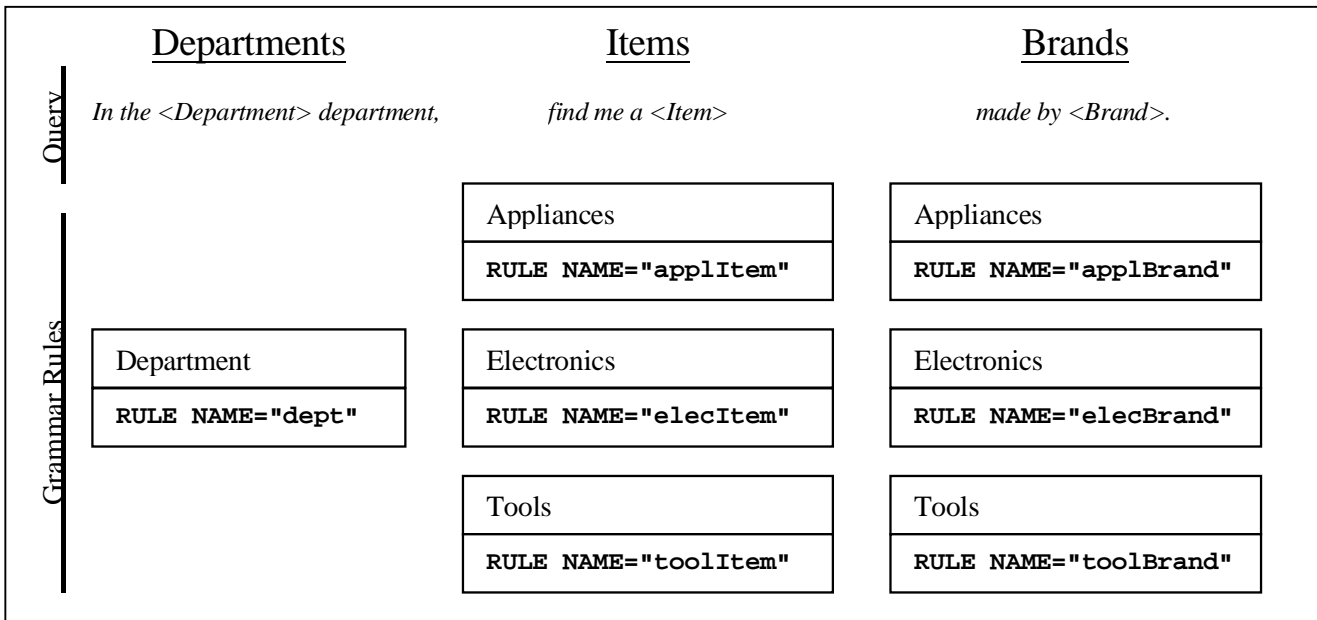 Departments
Items
Brands
Query
In the <Department> department,
find me a <Item>
made by <Brand>.
Grammar Rules
Department
RULE NAME="dept"
Appliances
RULE NAME="applItem"
Electronics
RULE NAME="elecItem"
Tools
RULE NAME="toolItem"
Appliances
RULE NAME="applBrand"
Electronics
RULE NAME="elecBrand"
Tools
RULE NAME="toolBrand"